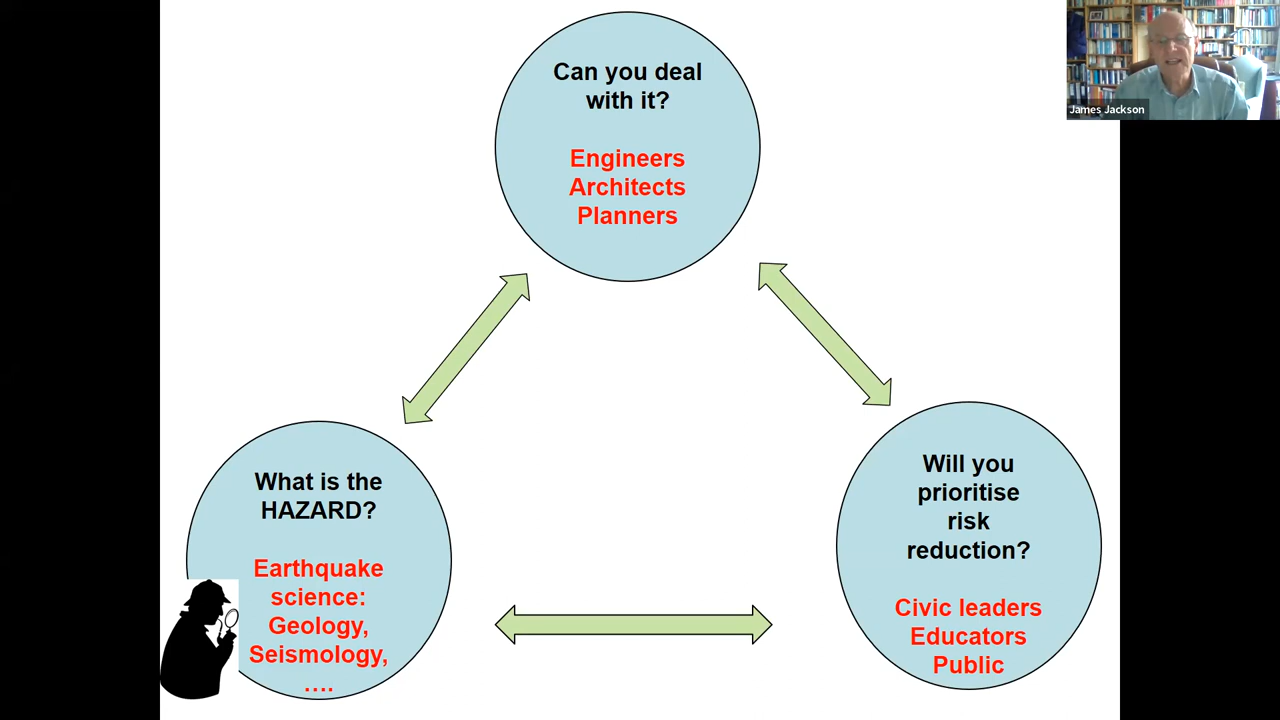 Can you deal
with it?
Engineers
Architects
Planners
James Jackson
What is the
HAZARD?
Earthquake
science:
Geology,
Seismology,
....
Will you
prioritise
risk
reduction?
Civic leaders
Educators
Public